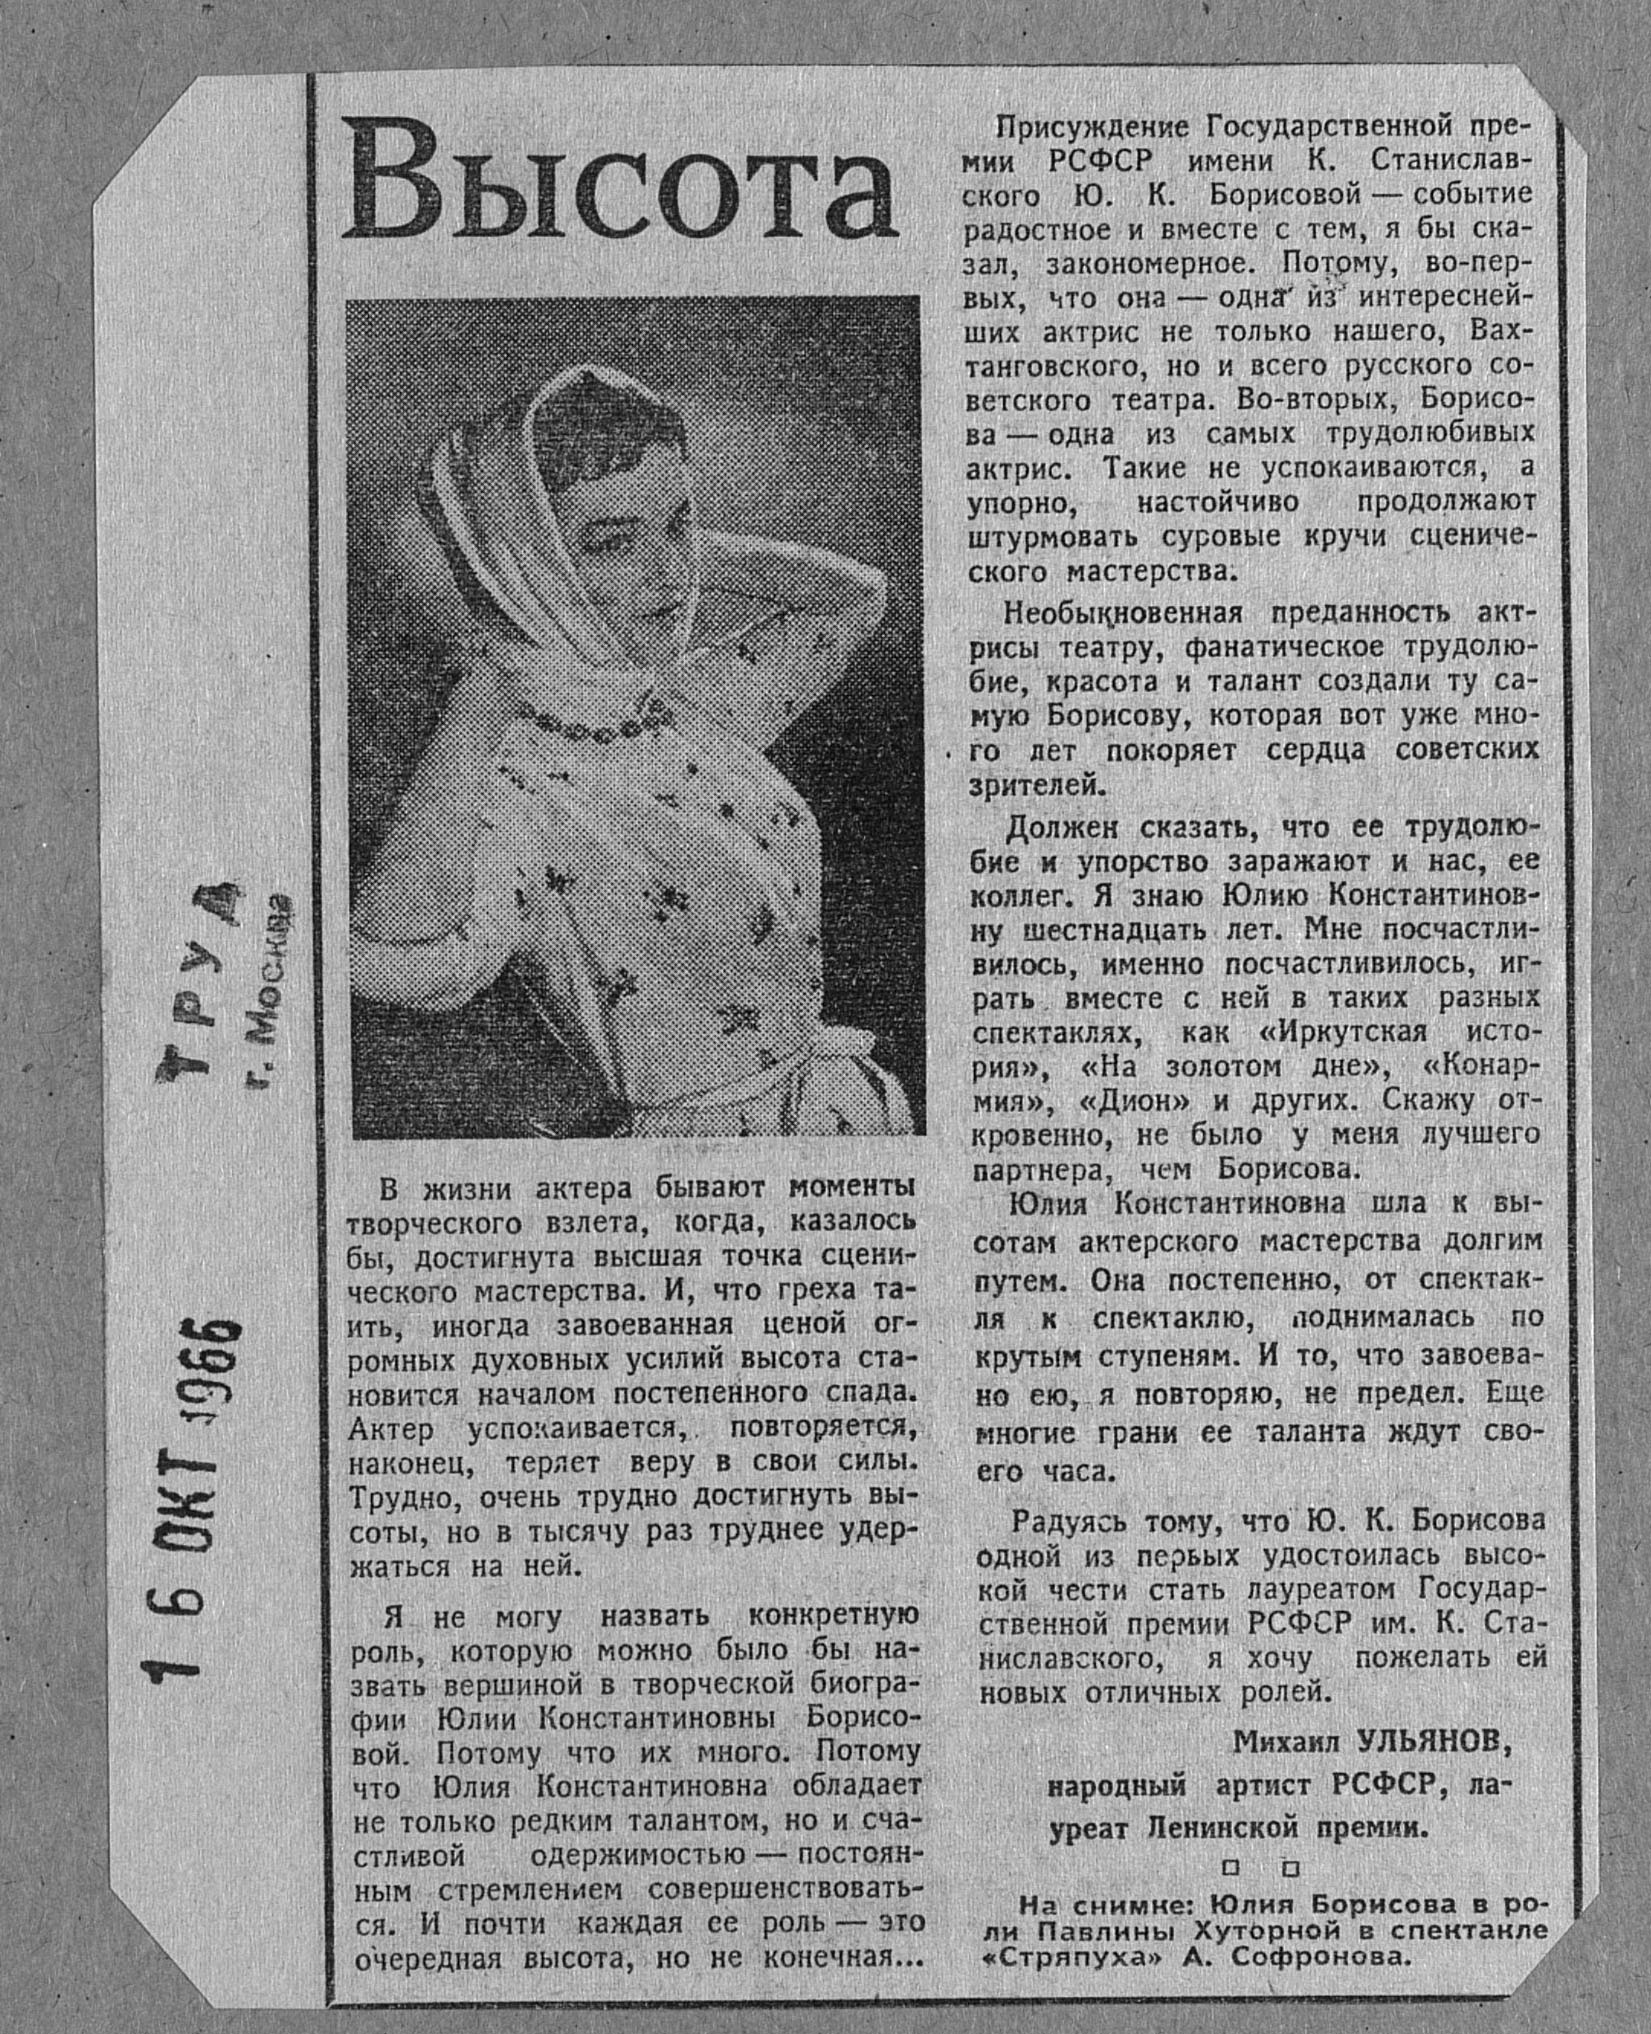 ТРУД
г. Москва
16 ОКТ 1966
Высота
В жизни актера бывают моменты
творческого взлета, когда, казалось
бы, достигнута высшая точка сцени-
ческого мастерства. И, что греха та-
ить, иногда завоеванная ценой ог-
ромных духовных усилий высота ста-
новится началом постепенного спада.
Актер успокаивается, повторяется,
наконец, теряет веру в свои силы.
Трудно, очень трудно достигнуть вы-
соты, но в тысячу раз труднее удер-
жаться на ней.
Я не могу назвать конкретную
роль, которую можно было бы на-
звать вершиной в творческой биогра-
фии Юлии Константиновны Борисо-
вой. Потому что их много. Потому
что Юлия Константиновна обладает
не только редким талантом, но и сча-
стливой одержимостью — постоян-
ным стремлением совершенствовать-
ся. И почти каждая ее роль — это
очередная высота, но не конечная...
Присуждение Государственной пре-
мии РСФСР имени К. Станислав-
ского Ю. К. Борисовой — событие
радостное и вместе с тем, я бы ска-
зал, закономерное. Потому, во-пер-
вых, что она — одна из интересней-
ших актрис не только нашего, Вах-
танговского, но и всего русского со-
ветского театра. Во-вторых, Борисо-
ва — одна из самых трудолюбивых
актрис. Такие не успокаиваются, а
упорно, настойчиво продолжают
штурмовать суровые кручи сцениче-
ского мастерства.
Необыкновенная преданность акт-
рисы театру, фанатическое трудолю-
бие, красота и талант создали ту са-
мую Борисову, которая вот уже мно-
го лет покоряет сердца советских
зрителей.
Должен сказать, что ее трудолю-
бие и упорство заражают и нас, ее
коллег. Я знаю Юлию Константинов-
ну шестнадцать лет. Мне посчастли-
вилось, именно посчастливилось, иг-
рать вместе с ней в таких разных
спектаклях, как «Иркутская исто-
рия», «На золотом дне», «Конар-
мия», «Дион» и других. Скажу от-
кровенно, не было у меня лучшего
партнера, чем Борисова.
Юлия Константиновна шла к вы-
сотам актерского мастерства долгим
путем. Она постепенно, от спектак-
ля к спектаклю, поднималась по
крутым ступеням. И то, что завоева-
но ею, я повторяю, не предел. Еще
многие грани ее таланта ждут сво-
его часа.
Радуясь тому, что Ю. К. Борисова
одной из первых удостоилась высо-
кой чести стать лауреатом Государ-
ственной премии РСФСР им. К. Ста-
ниславского, я хочу пожелать ей
новых отличных ролей.
Михаил УЛЬЯНОВ,
народный артист РСФСР, ла-
уреат Ленинской премии.
На снимке: Юлия Борисова в ро-
ли Павлины Хуторной в спектакле
«Стряпуха» А. Софронова.